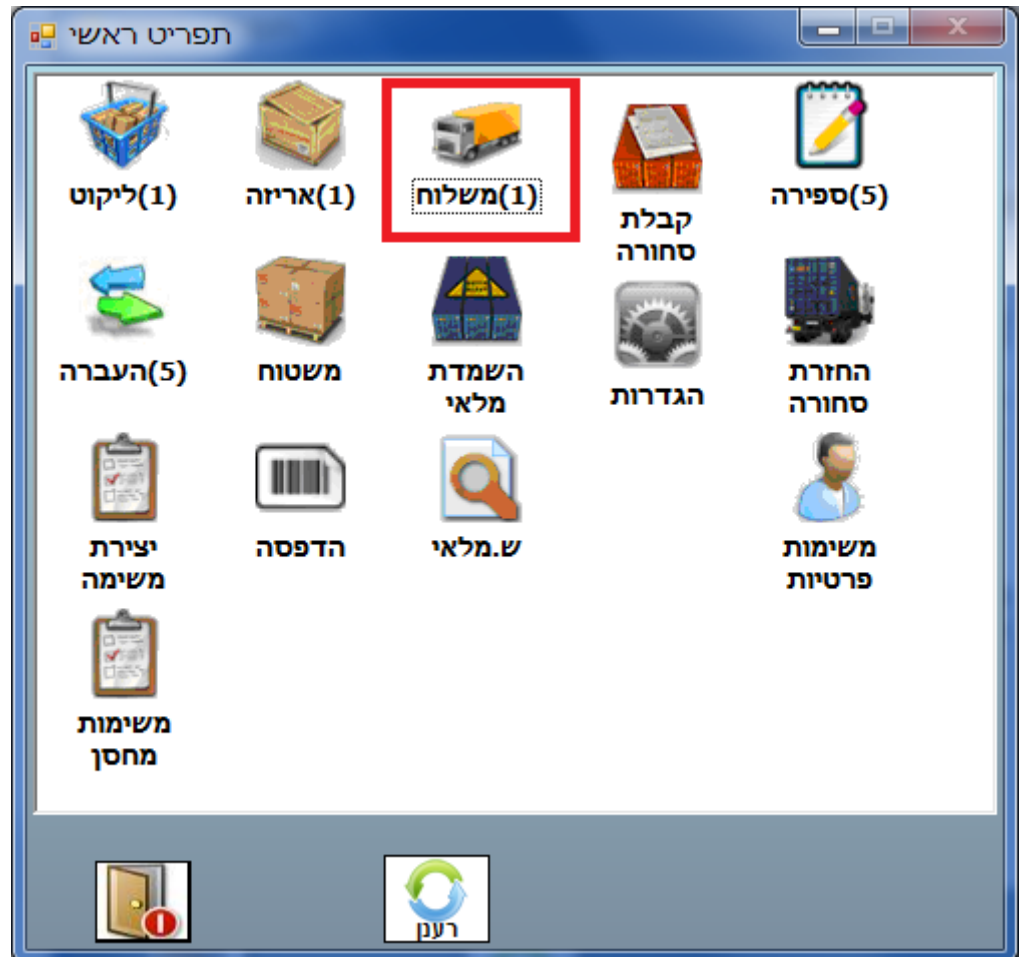 תפריט ראשי
ליקוט(1)
אריזה(1)
משלוח(1)
קבלת
סחורה
ספירה(5)
העברה(5)
משטוח
השמדת
מלאי
הגדרות
החזרת
סחורה
יצירת
משימה
הדפסה
ש.מלאי
משימות
פרטיות
משימות
מחסן
רענן